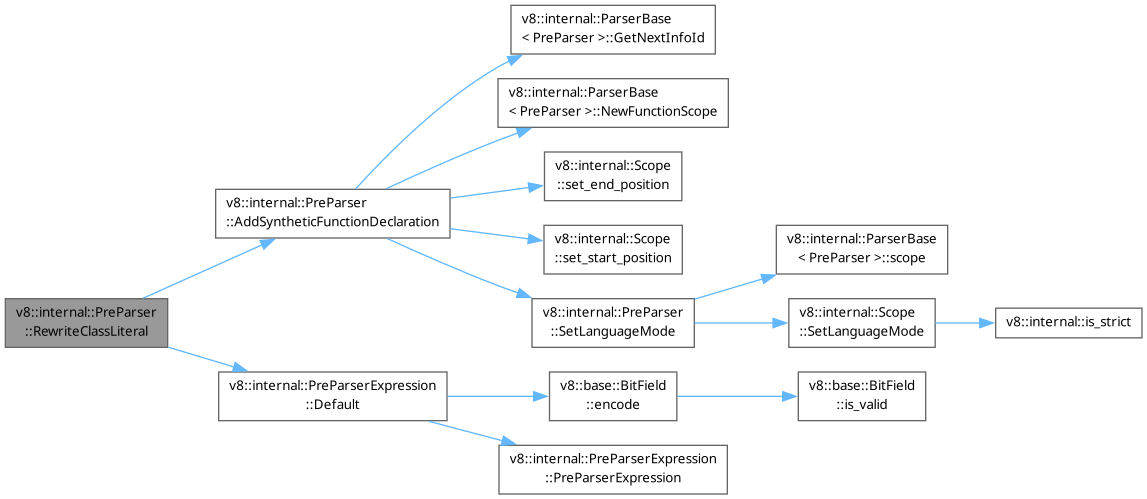 v8::internal::ParserBase
< PreParser >::GetNextInfoId
v8::internal::ParserBase
< PreParser >::NewFunctionScope
v8::internal::Scope
::set_end_position
v8::internal::PreParser
::AddSyntheticFunctionDeclaration
v8::internal::Scope
::set_start_position
v8::internal::ParserBase
< PreParser >::scope
v8::internal::PreParser
::RewriteClassLiteral
v8::internal::PreParser
::SetLanguageMode
v8::internal::Scope
::SetLanguageMode
v8::internal::is_strict
v8::internal::PreParserExpression
::Default
v8::base::BitField
::encode
v8::base::BitField
::is_valid
v8::internal::PreParserExpression
::PreParserExpression